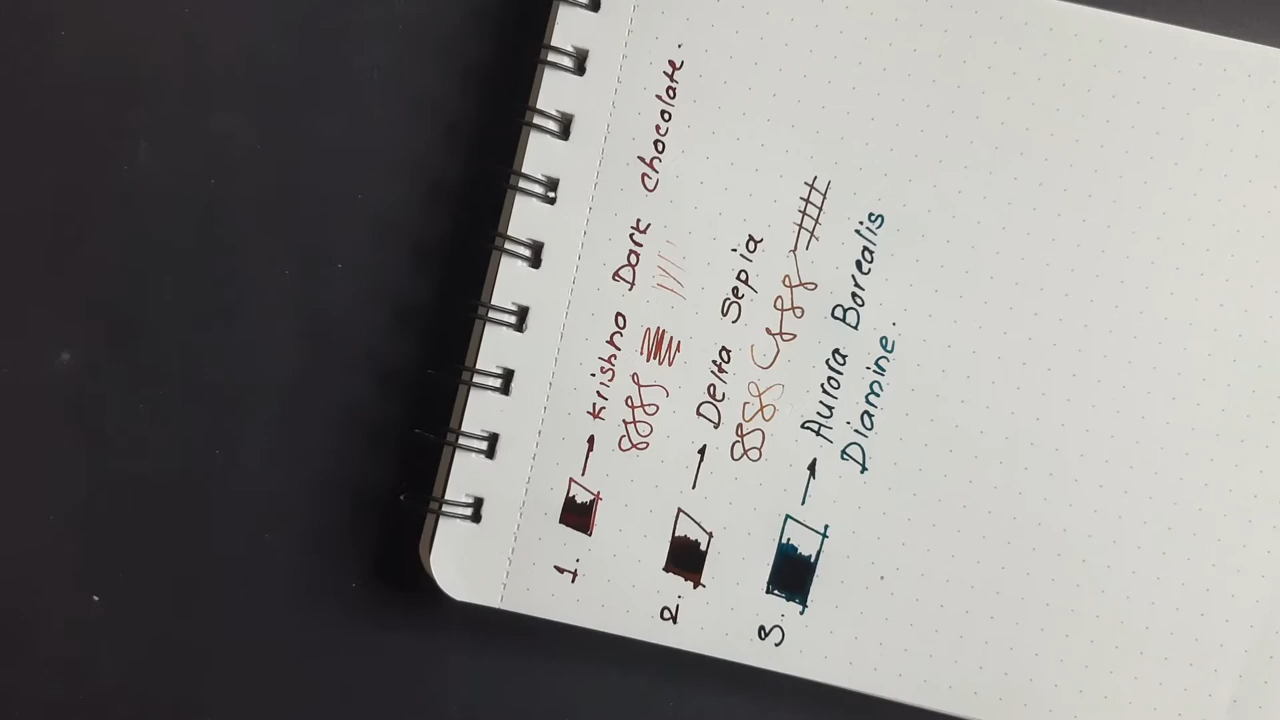 1. → Krishna Dark chocolate.
2. → Delta Sepia
3. → Aurora Borealis
Diamine.